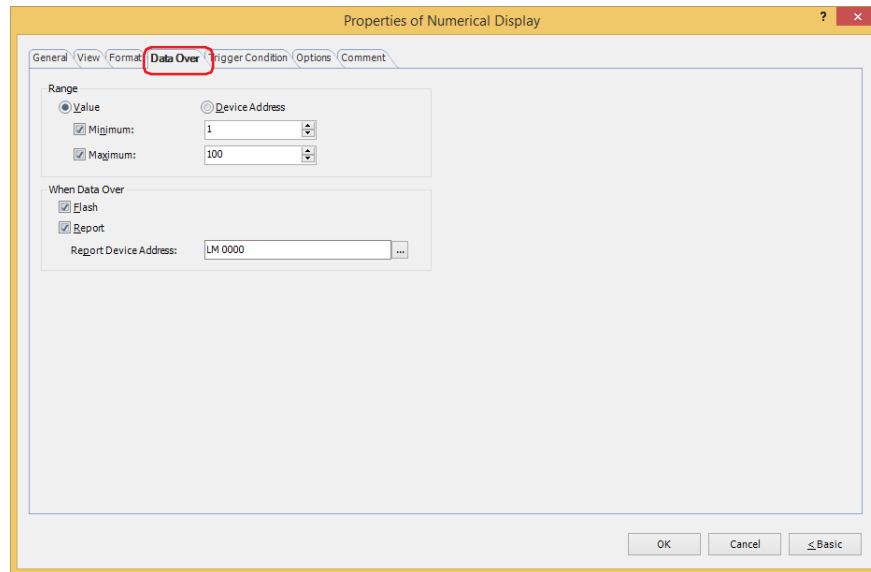 Properties of Numerical Display ? ×
General View Format Data Over Trigger Condition Options Comment
Range
Value Device Address
Minimum: 1
Maximum: 100
When Data Over
Flash
Report
Report Device Address: LM 0000 ...
OK Cancel < Basic